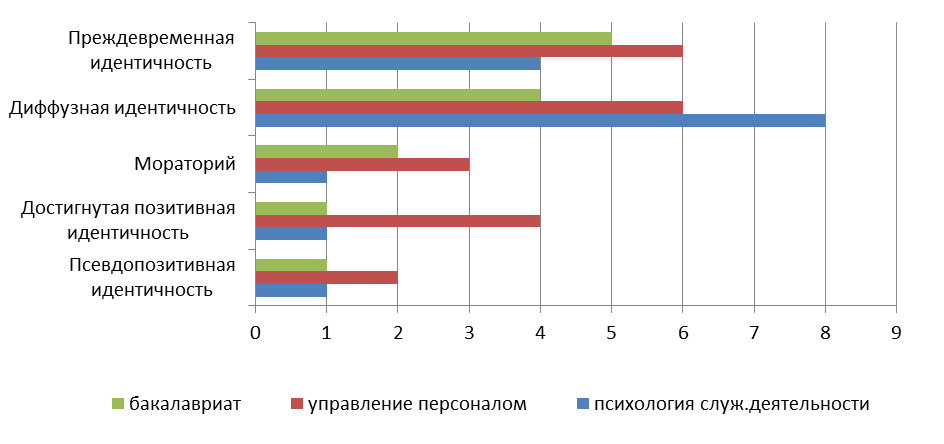 Преждевременная
идентичность
Диффузная идентичность
Мораторий
Достигнутая позитивная
идентичность
Псевдопозитивная
идентичность
0 1 2 3 4 5 6 7 8 9
бакалавриат управление персоналом психология служ.деятельности